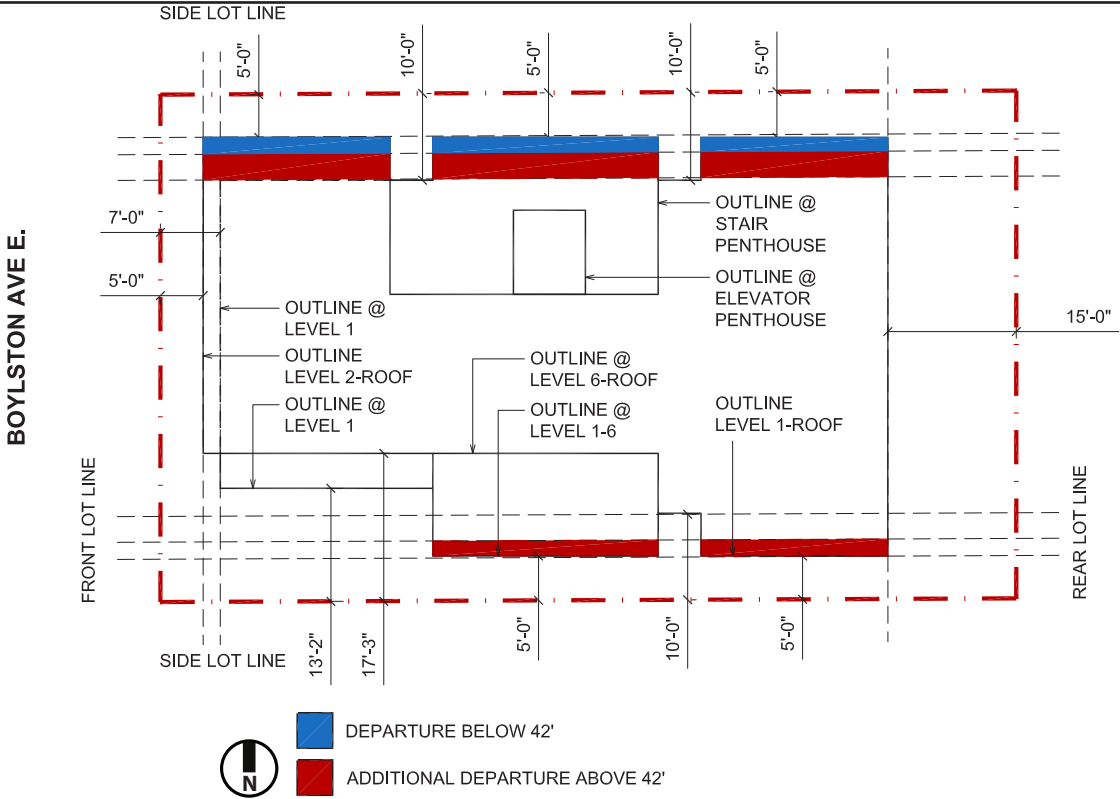 SIDE LOT LINE
5'-0"
10'-0"
5'-0"
10'-0"
5'-0"
BOYLSTON AVE E.
7'-0"
5'-0"
OUTLINE @
LEVEL 1
OUTLINE
LEVEL 2-ROOF
OUTLINE @
LEVEL 1
OUTLINE @
STAIR
PENTHOUSE
OUTLINE @
ELEVATOR
PENTHOUSE
15'-0"
OUTLINE @
LEVEL 6-ROOF
OUTLINE @
LEVEL 1-6
OUTLINE
LEVEL 1-ROOF
FRONT LOT LINE
REAR LOT LINE
SIDE LOT LINE
13'-2"
17'-3"
5'-0"
10'-0"
5'-0"
N
DEPARTURE BELOW 42'
ADDITIONAL DEPARTURE ABOVE 42'